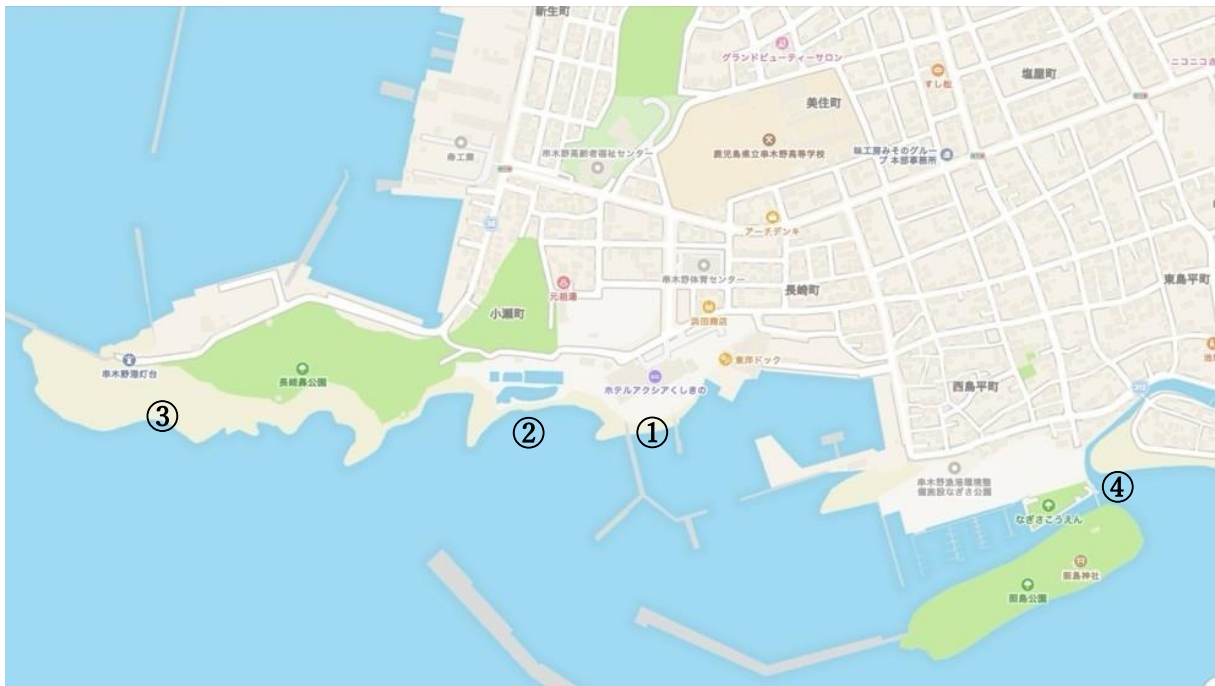 新生町
グランドビューティーサロン
ニコニコ
すし松
塩屋町
美住町
寿工業
串木野高齢者福祉センター
鹿児島県立串木野高等学校
味工房みそのグルー
プ 本部事務所
アーチデンキ
串木野体育センター
長崎町
東島平町
元祖湯
小瀬町
浜田商店
東洋ドック
串木野港灯台
長崎鼻公園
ホテルアクシアくしきの
西島平町
③
②
①
串木野漁港環境整
備施設なぎさ公園
④
なぎさこうえん
照島神社
照島公園